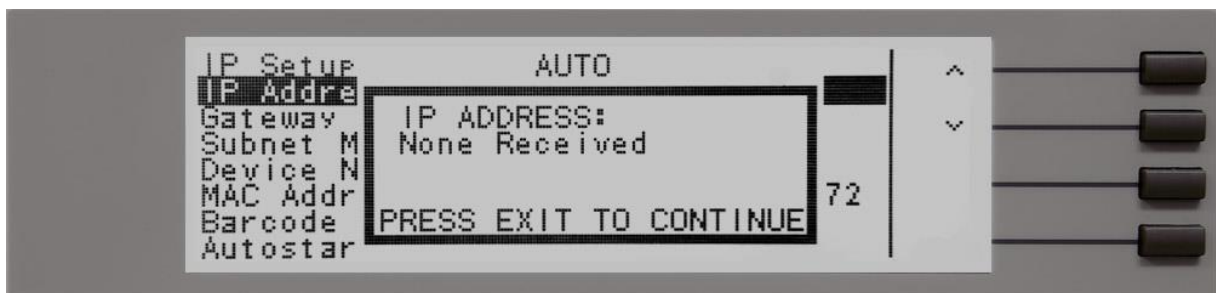 IP Setup AUTO
IP Addre
Gateway
Subnet M
Device N
MAC Addr 72
Barcode
Autostar
IP ADDRESS:
None Received
PRESS EXIT TO CONTINUE